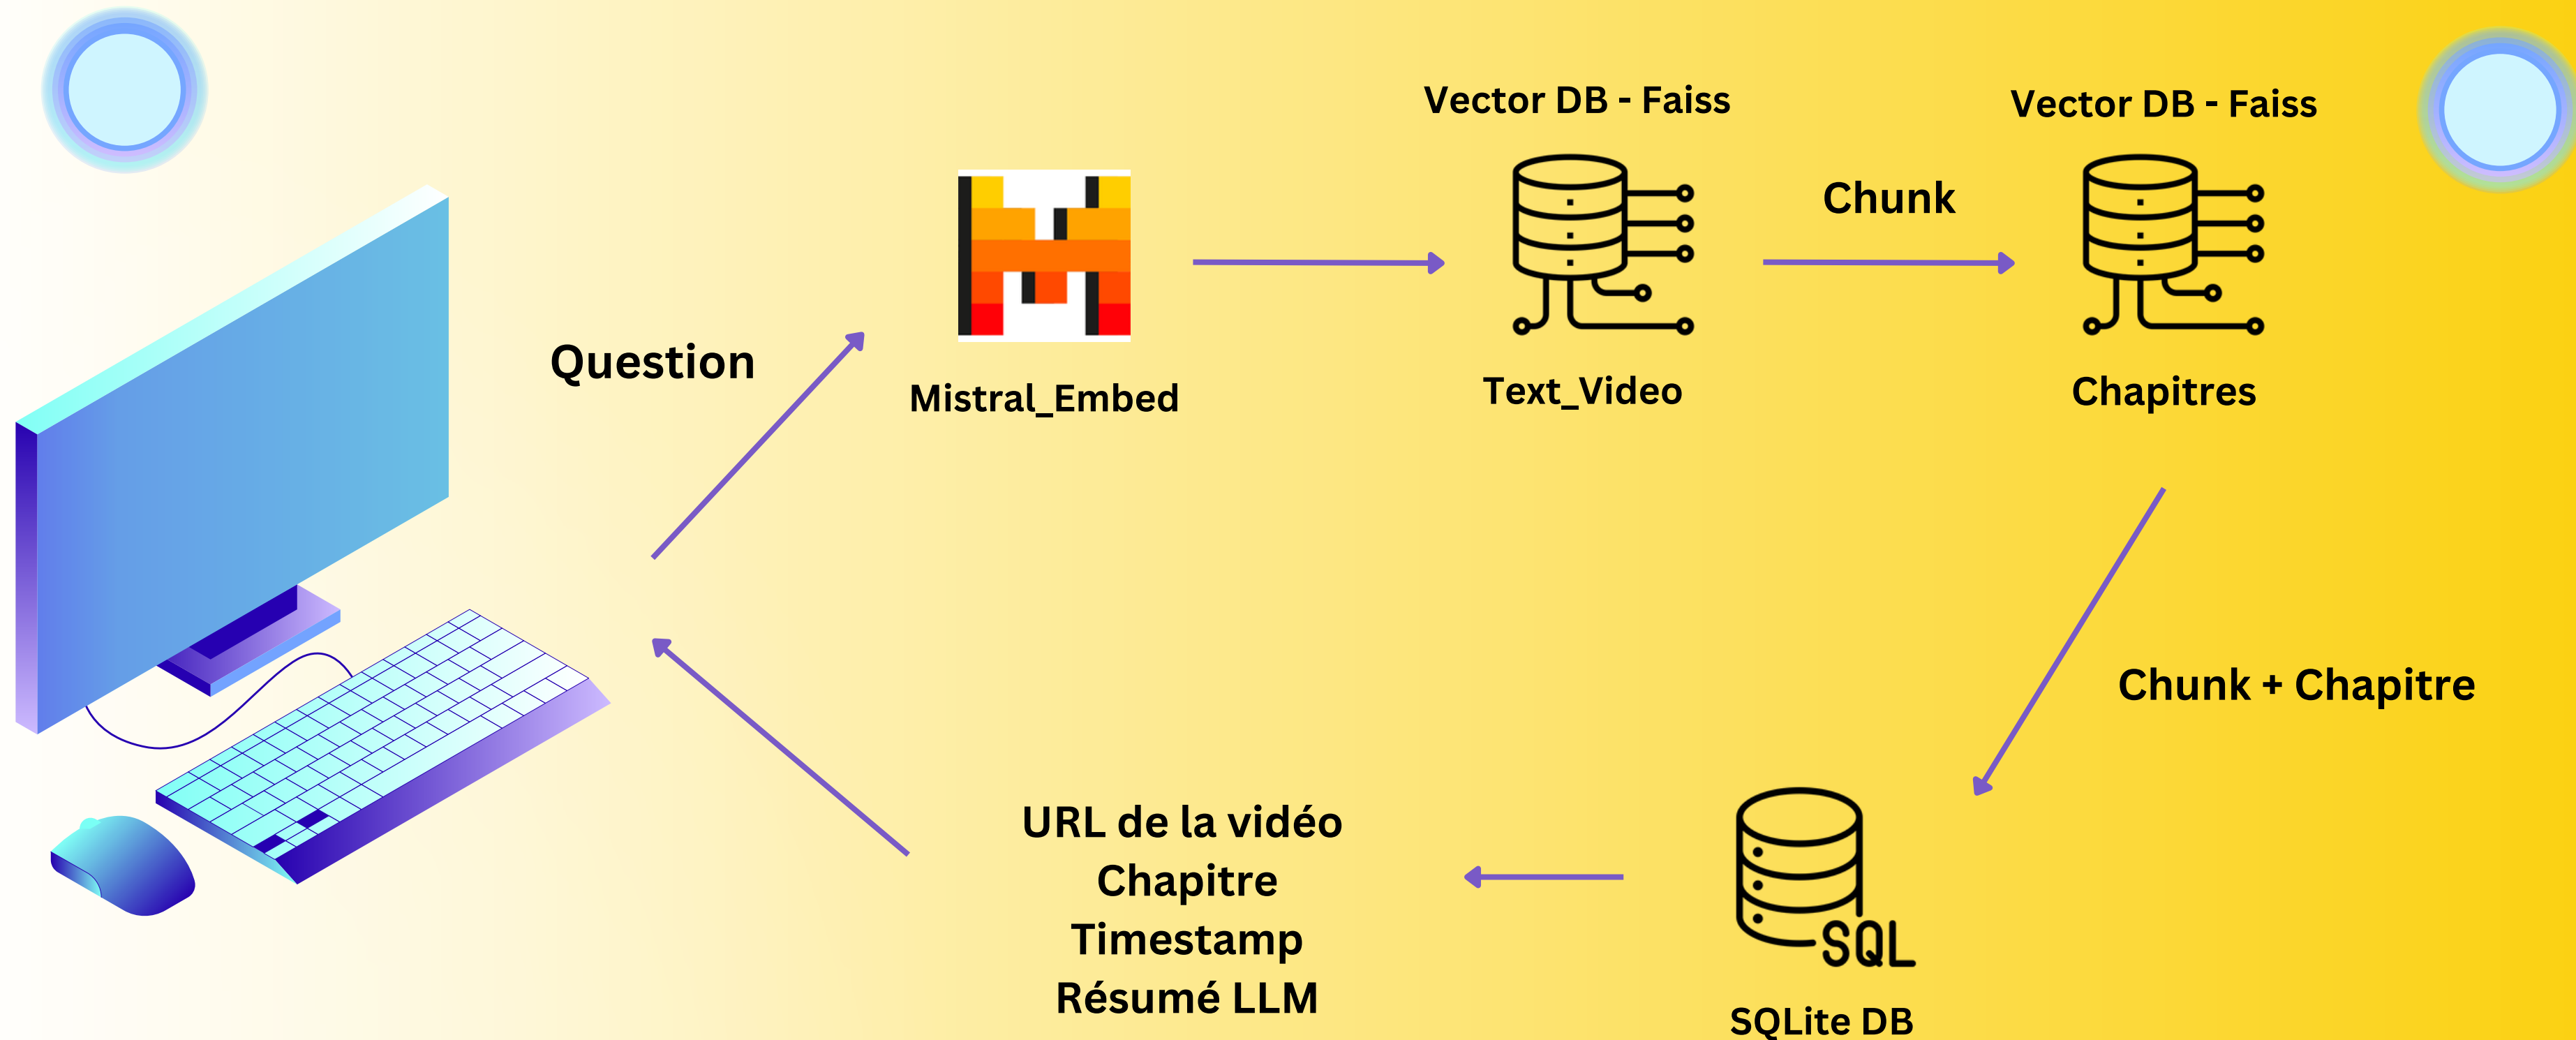 Vector DB - Faiss
Vector DB - Faiss
Chunk
Question
Mistral_Embed
Text_Video
Chapitres
Chunk + Chapitre
URL de la vidéo
Chapitre
Timestamp
Résumé LLM
SQL
SQLite DB